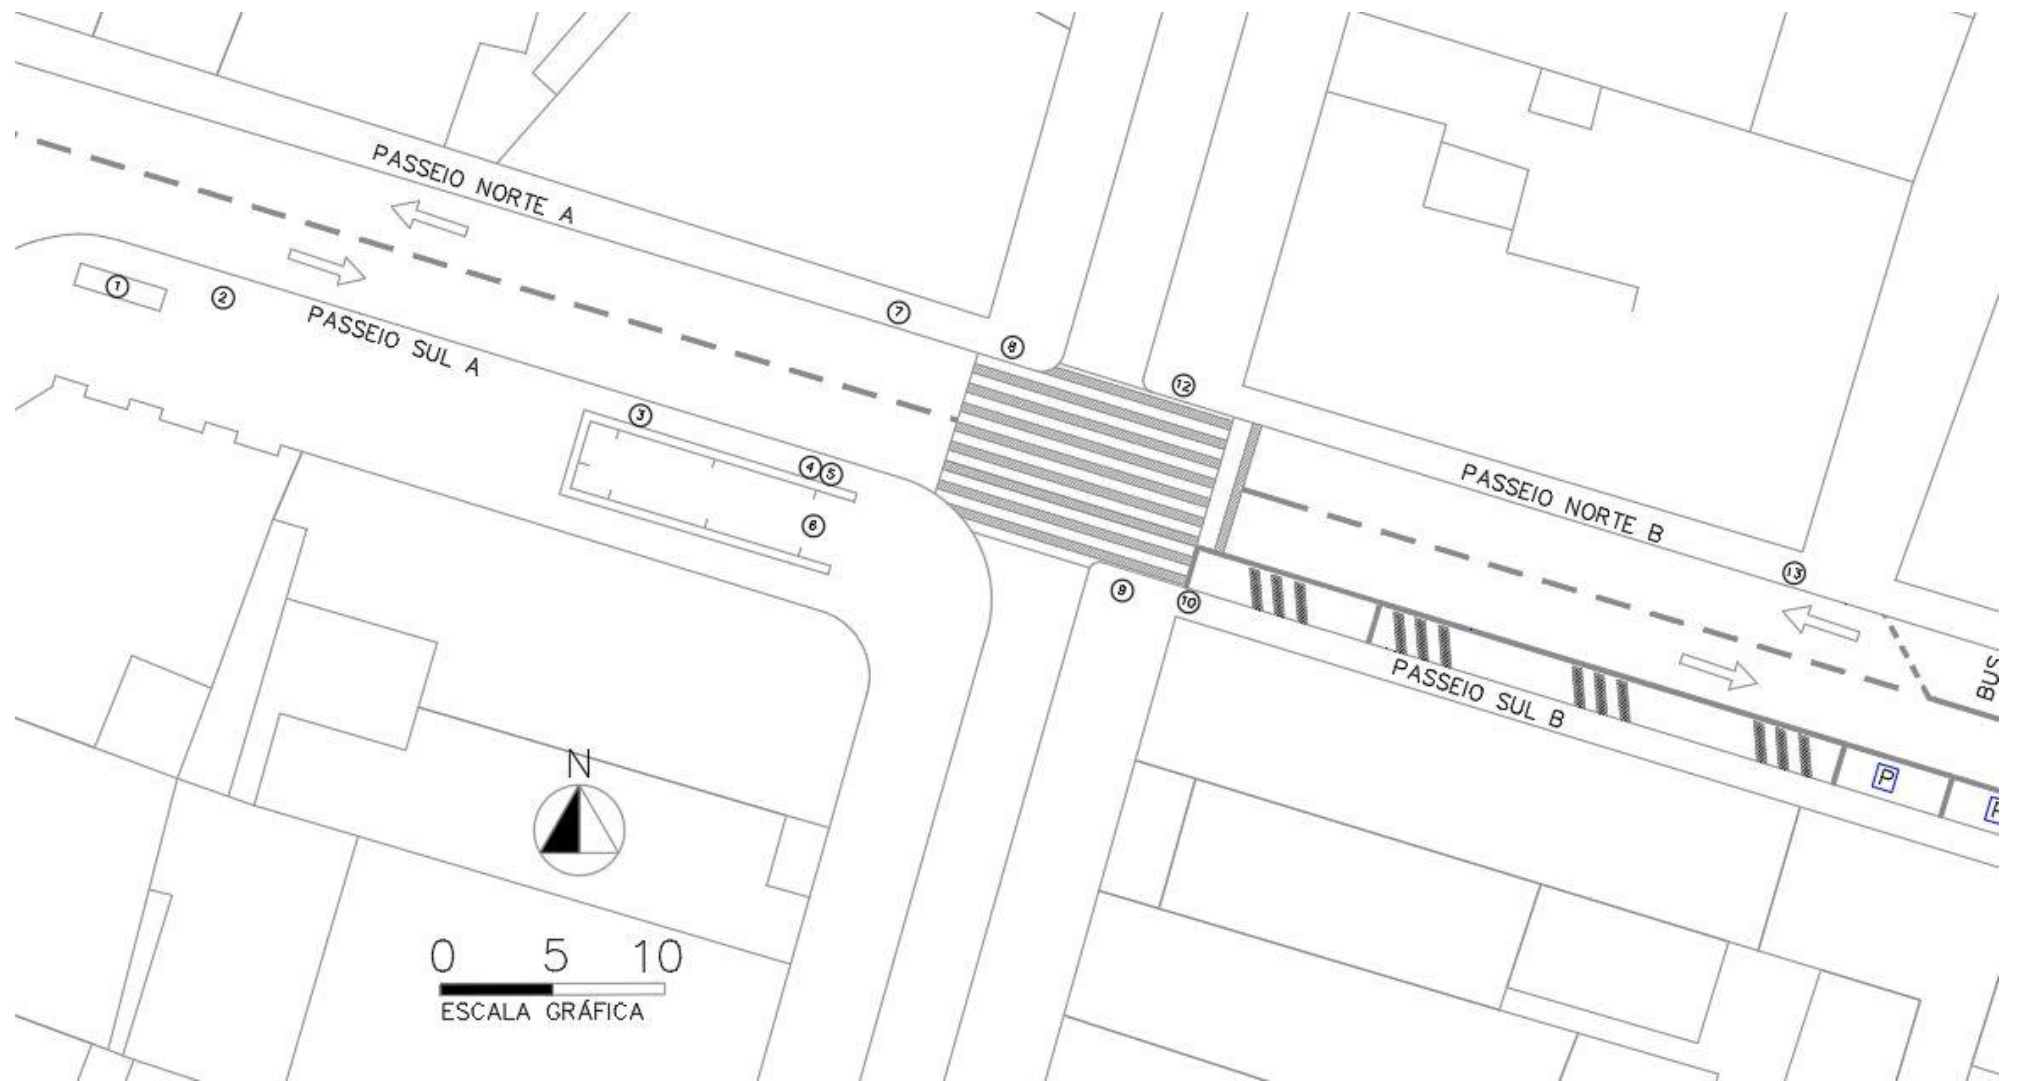 PASSEIO NORTE A
1
2
PASSEIO SUL A
7
8
12
3
4 5
6
PASSEIO NORTE B
13
9
10
PASSEIO SUL B
BUS
P
N
0 5 10
ESCALA GRÁFICA